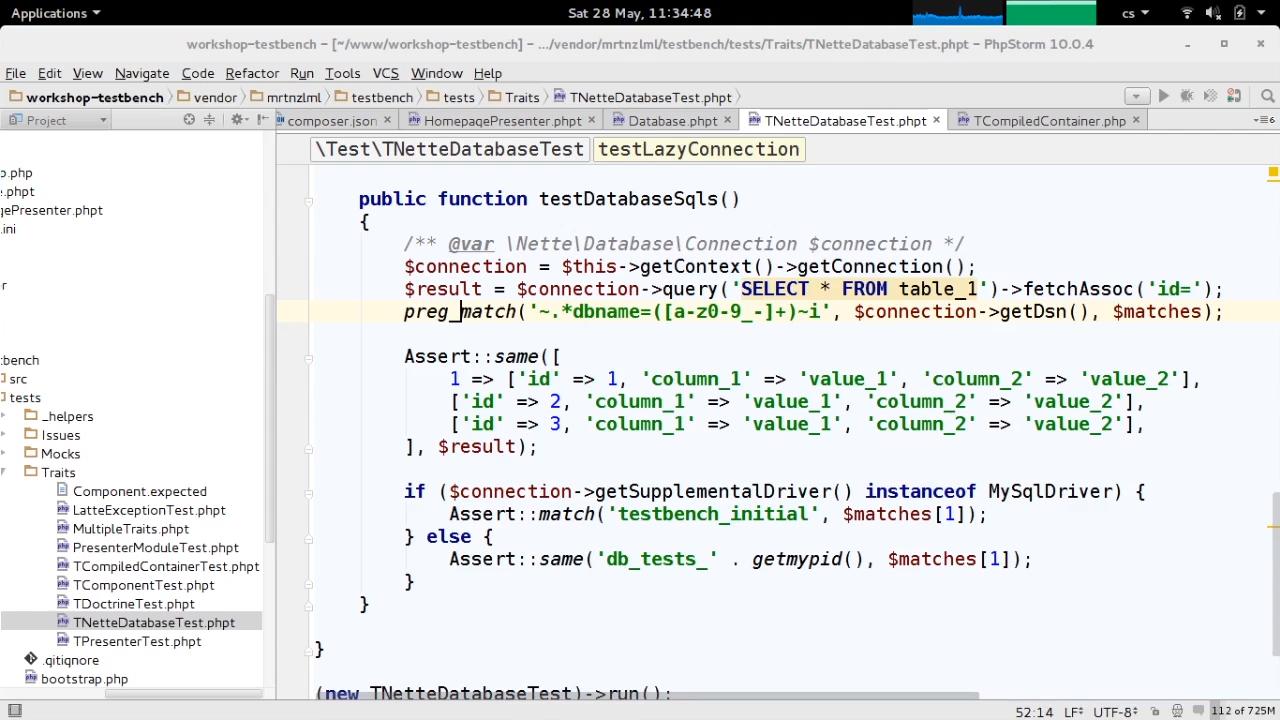 Applications Sat 28 May, 11:34:48 cs
workshop-testbench – [~/www/workshop-testbench] – .../vendor/mrtnzlml/testbench/tests/Traits/TNetteDatabaseTest.phpt – PhpStorm 10.0.4
File Edit View Navigate Code Refactor Run Tools VCS Window Help
workshop-testbench vendor mrtnzlml testbench tests Traits TNetteDatabaseTest.phpt
Project composer.json HomepagePresenter.phpt Database.phpt TNetteDatabaseTest.phpt TCompiledContainer.php 6
\Test\TNetteDatabaseTest testLazyConnection
public function testDatabaseSqls()
{
/** @var \Nette\Database\Connection $connection */
$connection = $this->getContext()->getConnection();
$result = $connection->query('SELECT * FROM table_1')->fetchAssoc('id=');
preg_match('~.*dbname=([a-z0-9_-]+)~i', $connection->getDsn(), $matches);
Assert::same([
1 => ['id' => 1, 'column_1' => 'value_1', 'column_2' => 'value_2'],
['id' => 2, 'column_1' => 'value_1', 'column_2' => 'value_2'],
['id' => 3, 'column_1' => 'value_1', 'column_2' => 'value_2'],
], $result);
if ($connection->getSupplementalDriver() instanceof MySqlDriver) {
Assert::match('testbench_initial', $matches[1]);
} else {
Assert::same('db_tests_' . getmypid(), $matches[1]);
}
}
}
(new TNetteDatabaseTest)->run();
p.php
e.phpt
gePresenter.phpt
.ini
r
bench
src
tests
_helpers
Issues
Mocks
Traits
Component.expected
LatteExceptionTest.phpt
MultipleTraits.phpt
PresenterModuleTest.phpt
TCompiledContainerTest.phpt
TComponentTest.phpt
TDoctrineTest.phpt
TNetteDatabaseTest.phpt
TPresenterTest.phpt
.gitignore
bootstrap.php
52:14 LF UTF-8 112 of 725M